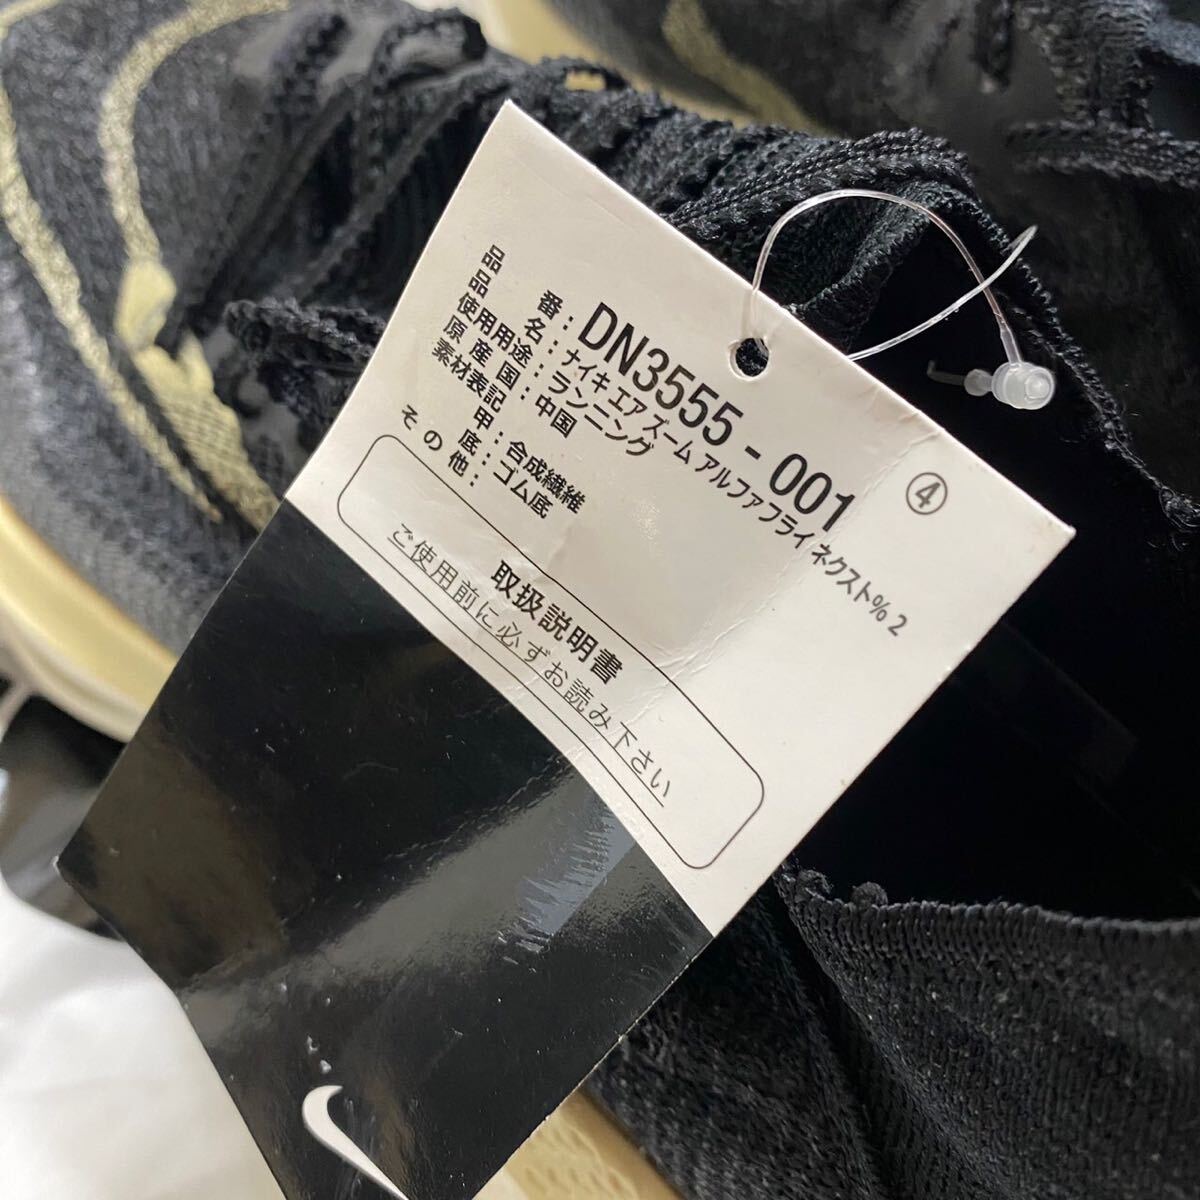 ④
品番：DN3555-001
品名：ナイキ エア ズーム アルファフライ ネクスト% 2
使用用途：ランニング
原産国：中国
素材表記
甲：合成繊維
底：ゴム底
その他：
取扱説明書
ご使用前に必ずお読み下さい